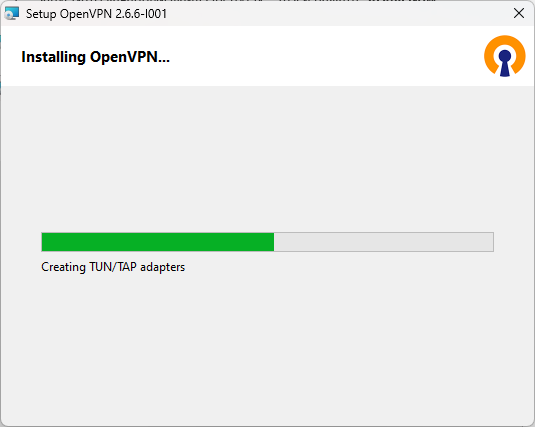 Setup OpenVPN 2.6.6-I001
Installing OpenVPN...
Creating TUN/TAP adapters